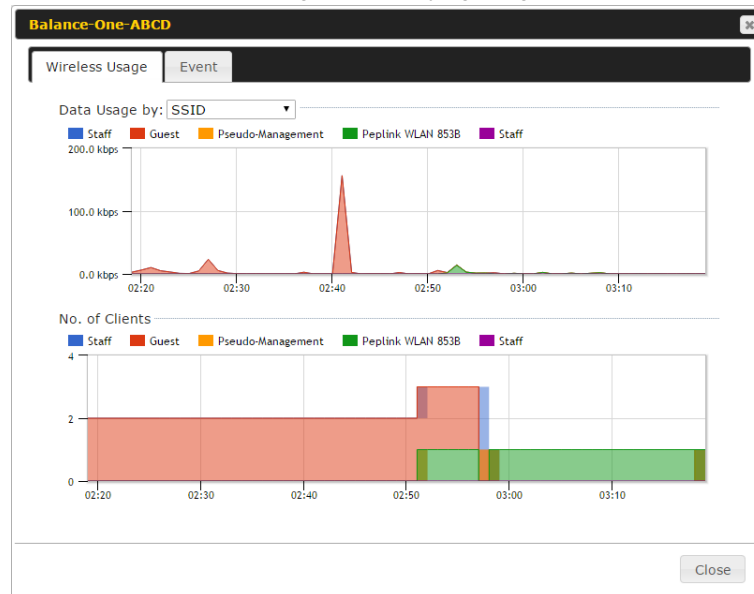 Balance-One-ABCD
Wireless Usage Event
Data Usage by: SSID
Staff Guest Pseudo-Management Peplink WLAN 853B Staff
200.0 kbps
100.0 kbps
0.0 kbps
02:20 02:30 02:40 02:50 03:00 03:10
No. of Clients
Staff Guest Pseudo-Management Peplink WLAN 853B Staff
4
2
0
02:20 02:30 02:40 02:50 03:00 03:10
Close